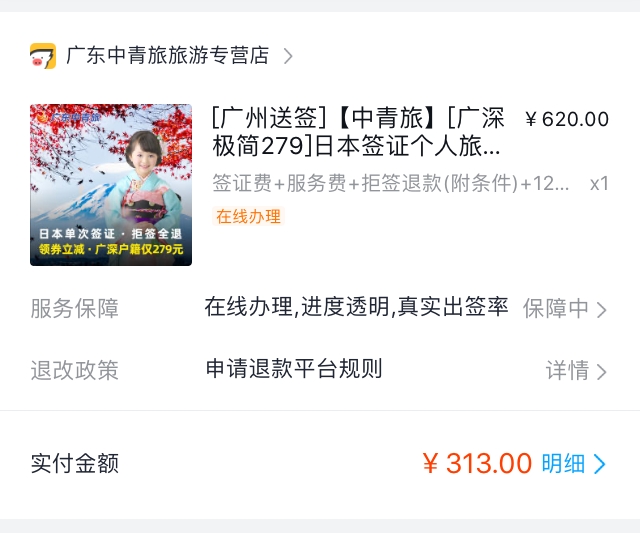 广东中青旅旅游专营店
[广州送签]【中青旅】[广深
极简279]日本签证个人旅...
¥620.00
签证费+服务费+拒签退款(附条件)+12...
x1
在线办理
广东中青旅
日本单次签证·拒签全退
领券立减·广深户籍仅279元
服务保障
在线办理,进度透明,真实出签率
保障中
退改政策
申请退款平台规则
详情
实付金额
¥313.00
明细